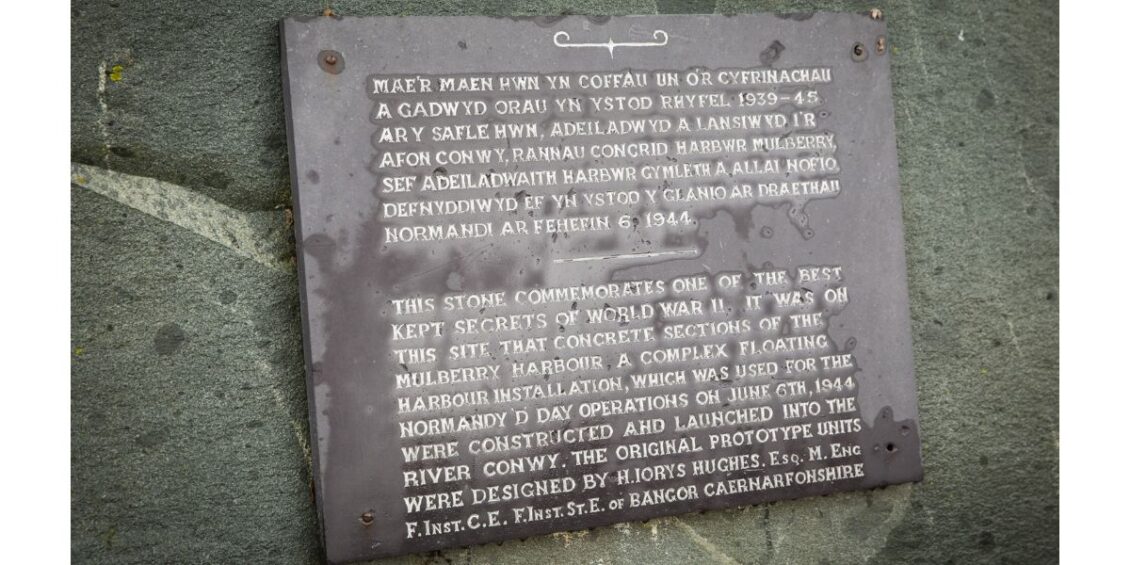 MAE'R MAEN HWN YN COFFAU UN O'R CYFRINACHAU
A GADWYD ORAU YN YSTOD RHYFEL 1939-45.
AR Y SAFLE HWN, ADEILADWYD A LANSIWYD I'R
AFON CONWY, RANNAU CONCRID HARBWR MULBERRY,
SEF ADEILADWAITH HARBWR GYMLETH A ALLAI NOFIO.
DEFNYDDIWYD EF YN YSTOD Y GLANIO AR DRAETHAU
NORMANDI AR FEHEFIN 6, 1944.
THIS STONE COMMEMORATES ONE OF THE BEST
KEPT SECRETS OF WORLD WAR II. IT WAS ON
THIS SITE THAT CONCRETE SECTIONS OF THE
MULBERRY HARBOUR, A COMPLEX FLOATING
HARBOUR INSTALLATION, WHICH WAS USED FOR THE
NORMANDY D DAY OPERATIONS ON JUNE 6TH, 1944
WERE CONSTRUCTED AND LAUNCHED INTO THE
RIVER CONWY. THE ORIGINAL PROTOTYPE UNITS
WERE DESIGNED BY H.IORYS HUGHES. ESQ. M. ENG
F. INST. C.E. F. INST. ST. E. OF BANGOR CAERNARFONSHIRE